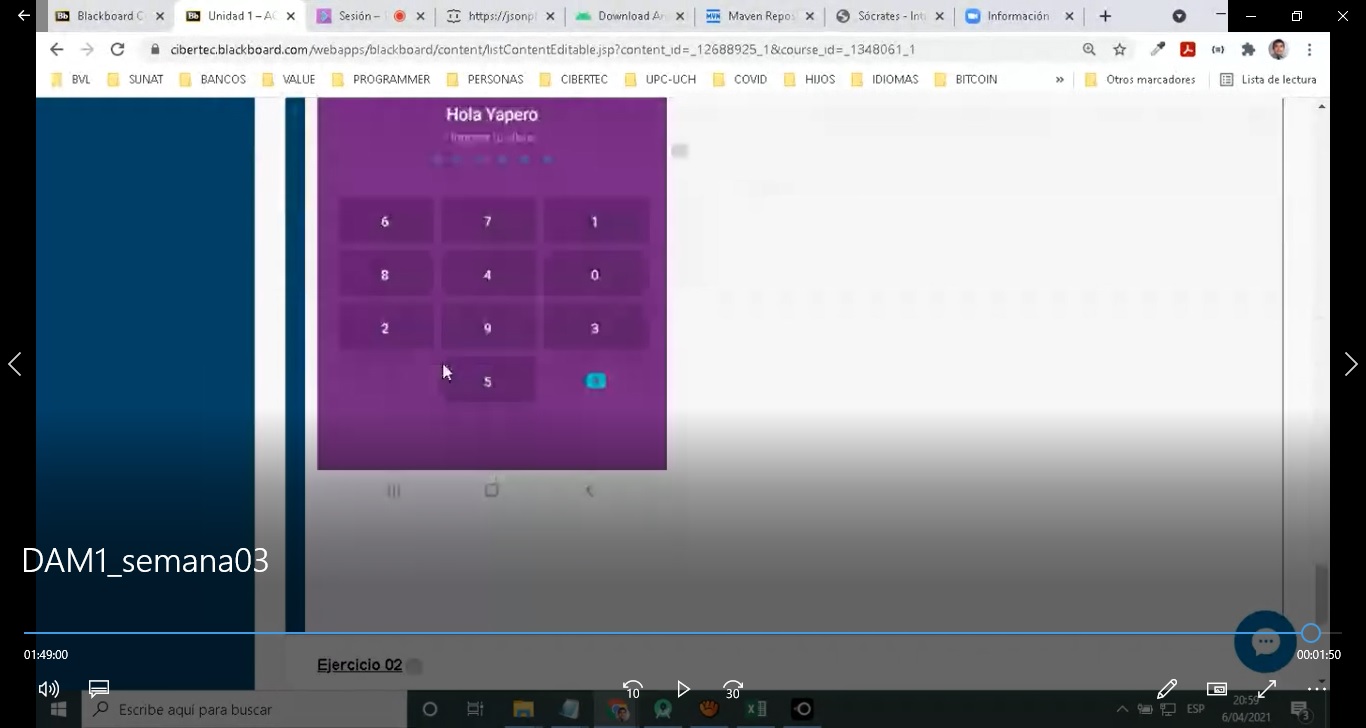 Blackboard C
Unidad 1 – AC
Sesión –
https://jsonpl
Download An
MVN Maven Repos
Sócrates - Int
Información
cibertec.blackboard.com/webapps/blackboard/content/listContentEditable.jsp?content_id=_12688925_1&course_id=_1348061_1
BVL SUNAT BANCOS VALUE PROGRAMMER PERSONAS CIBERTEC UPC-UCH COVID HIJOS IDIOMAS BITCOIN » Otros marcadores Lista de lectura
Hola Yapero
6 7 1
8 4 0
2 9 3
5
DAM1_semana03
01:49:00
00:01:50
Ejercicio 02
10
30
Escribe aquí para buscar
ESP
20:59
6/04/2021
3